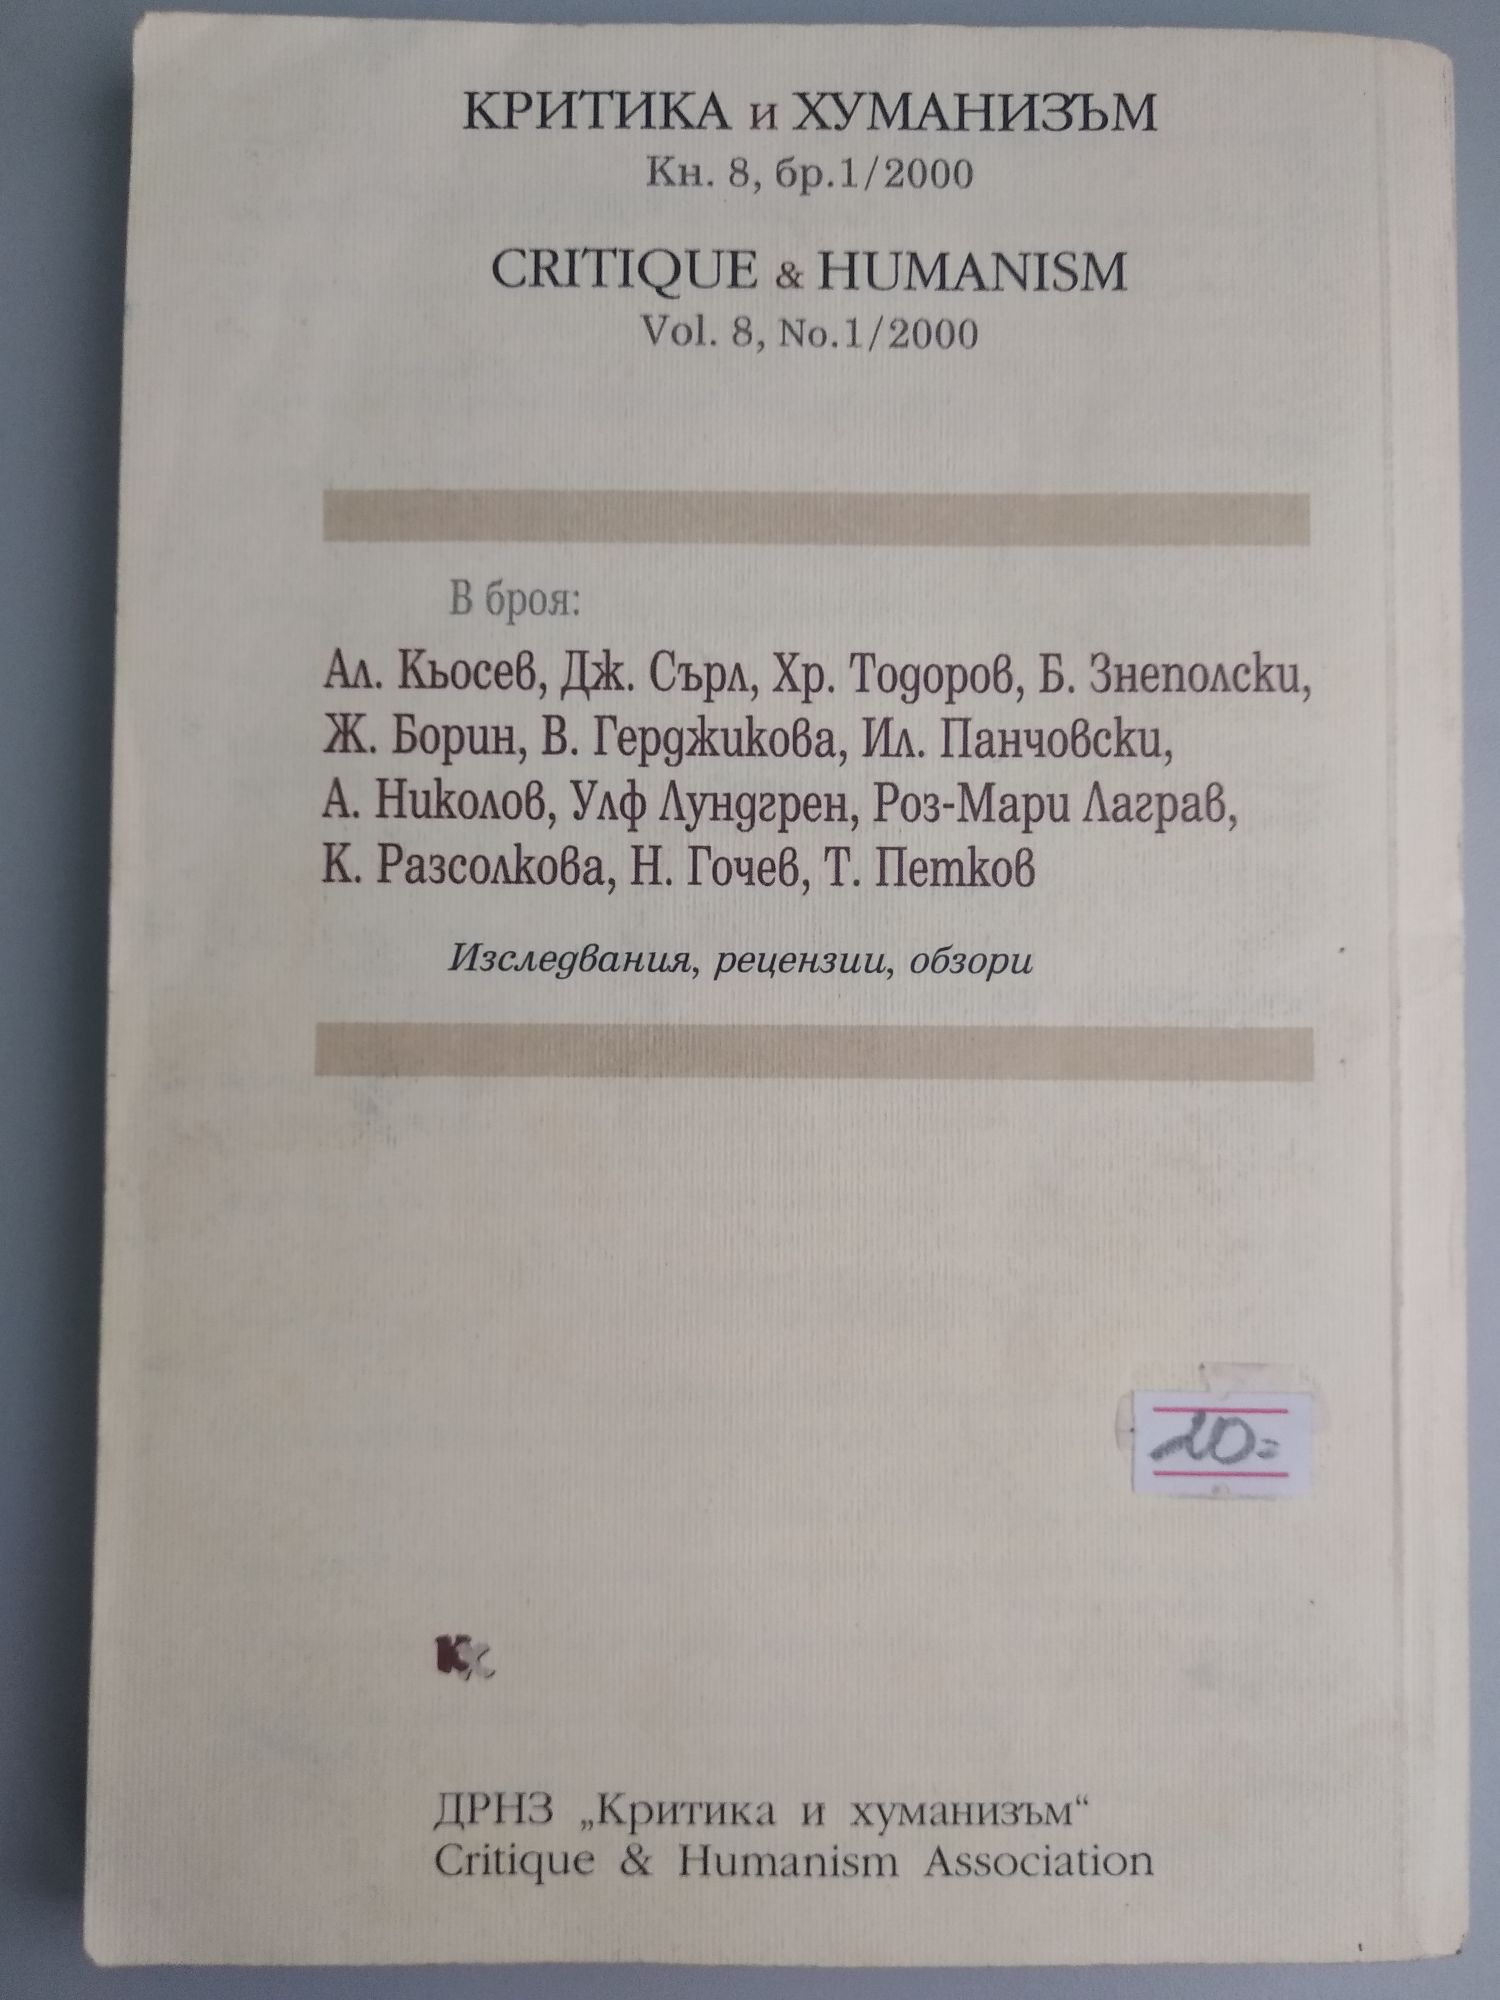 КРИТИКА и ХУМАНИЗЪМ
Кн. 8, бр.1/2000
CRITIQUE & HUMANISM
Vol. 8, No.1/2000
В броя:
Ал. Кьосев, Дж. Сърл, Хр. Тодоров, Б. Знеполски,
Ж. Борин, В. Герджикова, Ил. Панчовски,
А. Николов, Улф Лундгрен, Роз-Мари Лаграв,
К. Разсолкова, Н. Гочев, Т. Петков
Изследвания, рецензии, обзори
20=
КХ
ДРНЗ „Критика и хуманизъм“
Critique & Humanism Association